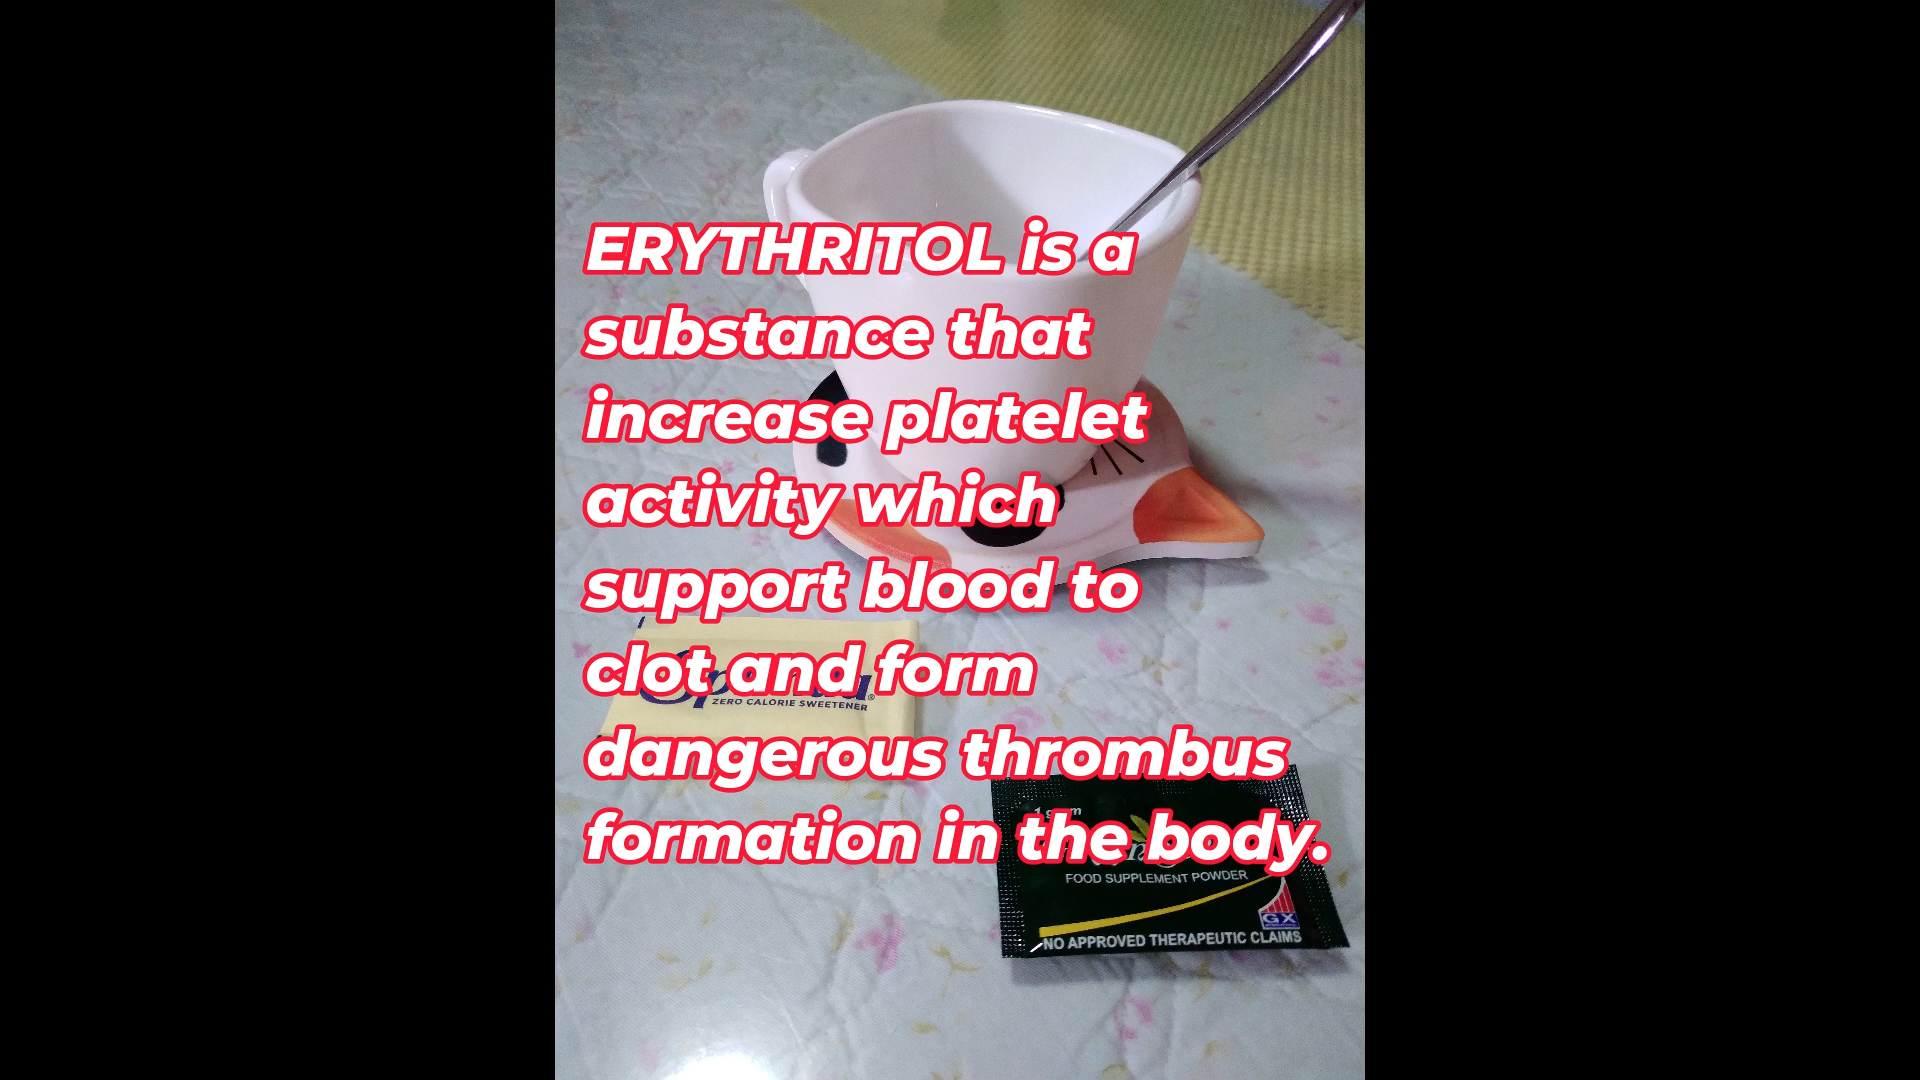 ERYTHRITOL is a
substance that
increase platelet
activity which
support blood to
clot and form
ZERO CALORIE SWEETENER
dangerous thrombus
formation in the body.
FOOD SUPPLEMENT POWDER
GX
NO APPROVED THERAPEUTIC CLAIMS